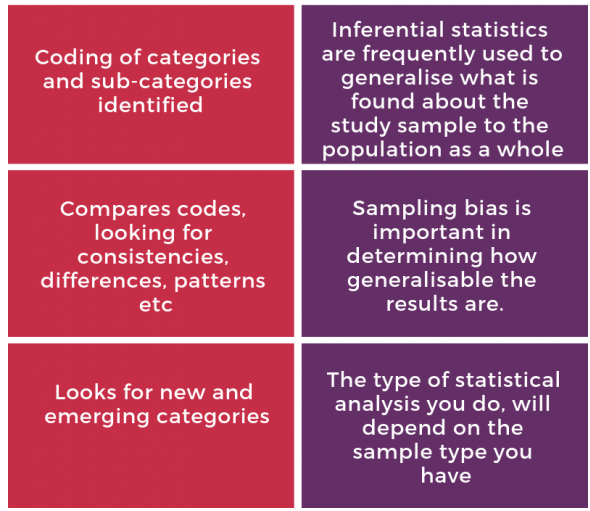 Coding of categories
and sub-categories
identified
Inferential statistics
are frequently used to
generalise what is
found about the
study sample to the
population as a whole
Compares codes,
looking for
consistencies,
differences, patterns
etc
Sampling bias is
important in
determining how
generalisable the
results are.
Looks for new and
emerging categories
The type of statistical
analysis you do, will
depend on the
sample type you
have